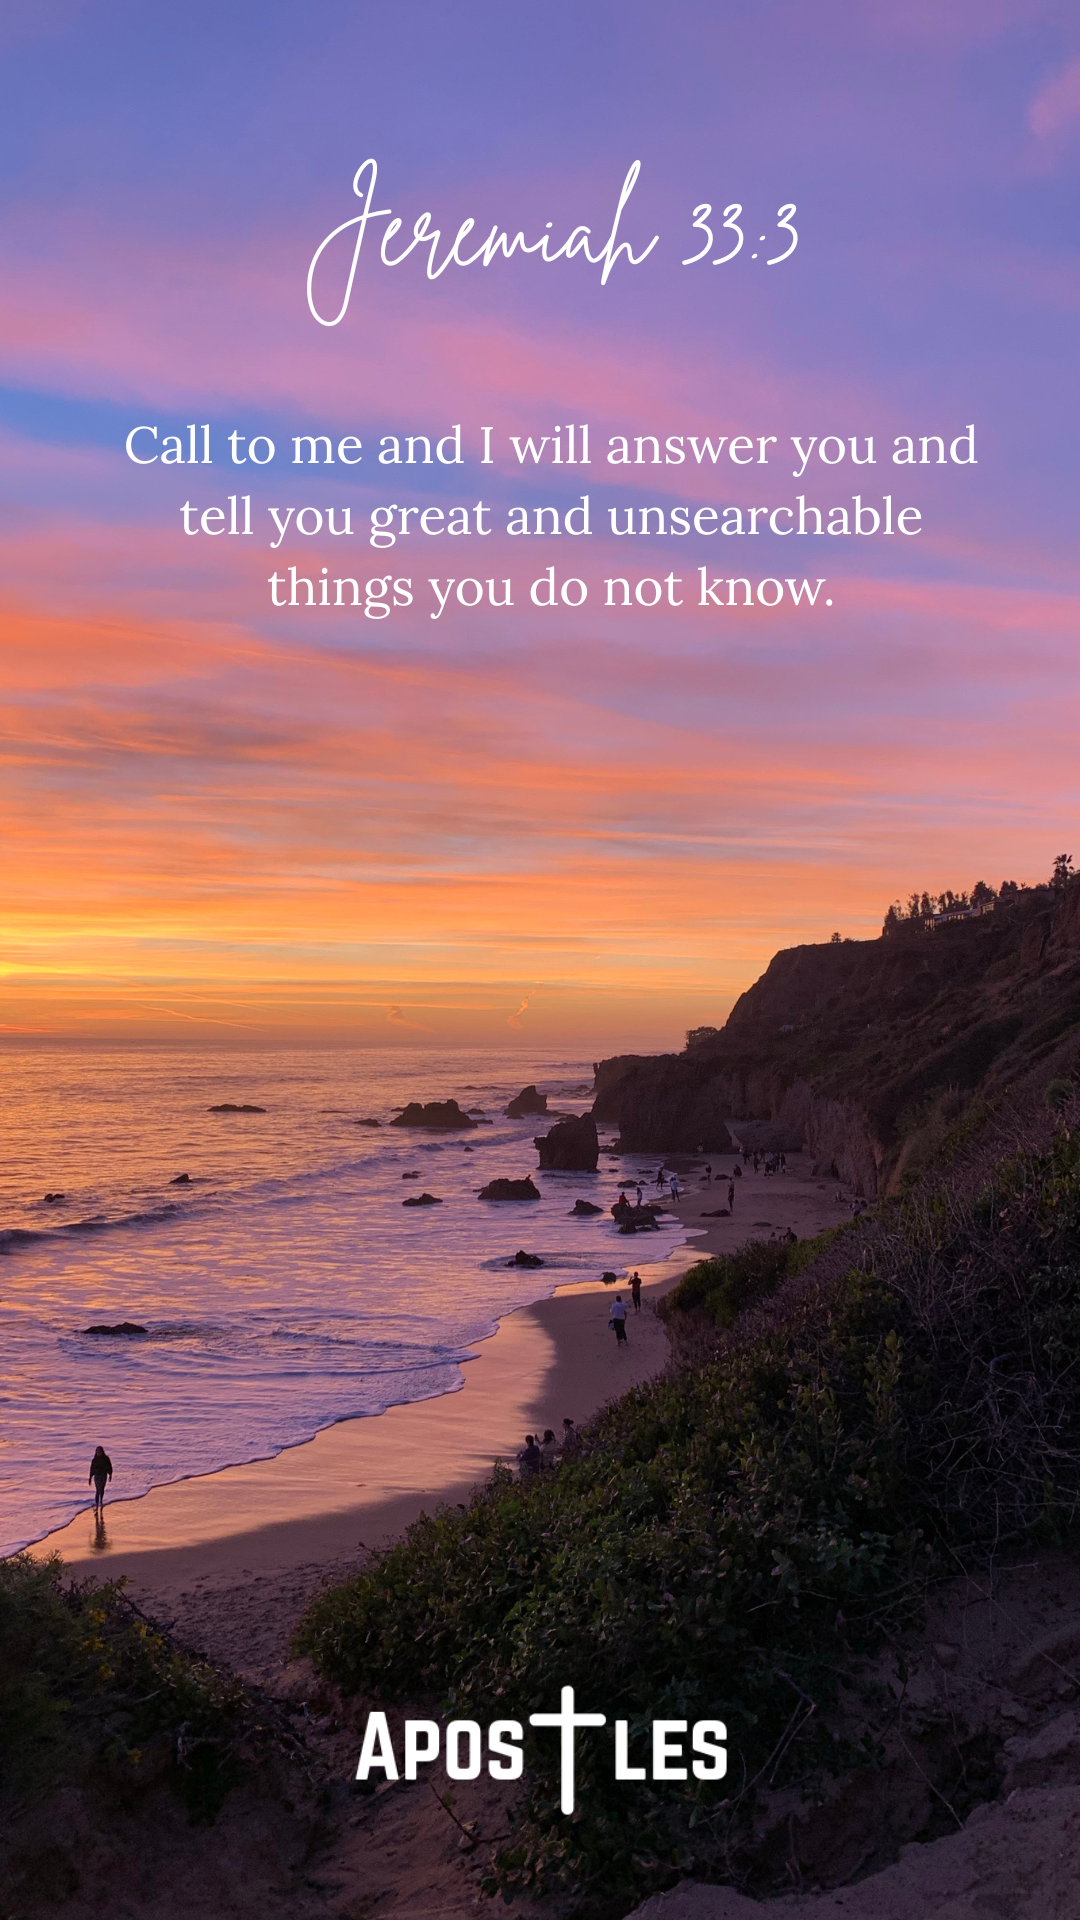 Jeremiah 33:3
Call to me and I will answer you and
tell you great and unsearchable
things you do not know.
APOSTLES